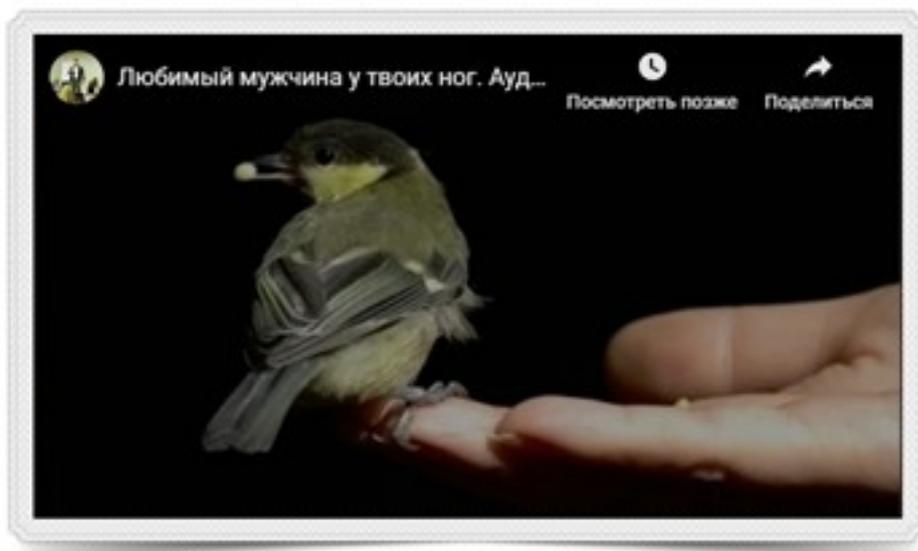 Любимый мужчина у твоих ног. Ауд...
Посмотреть позже
Поделиться